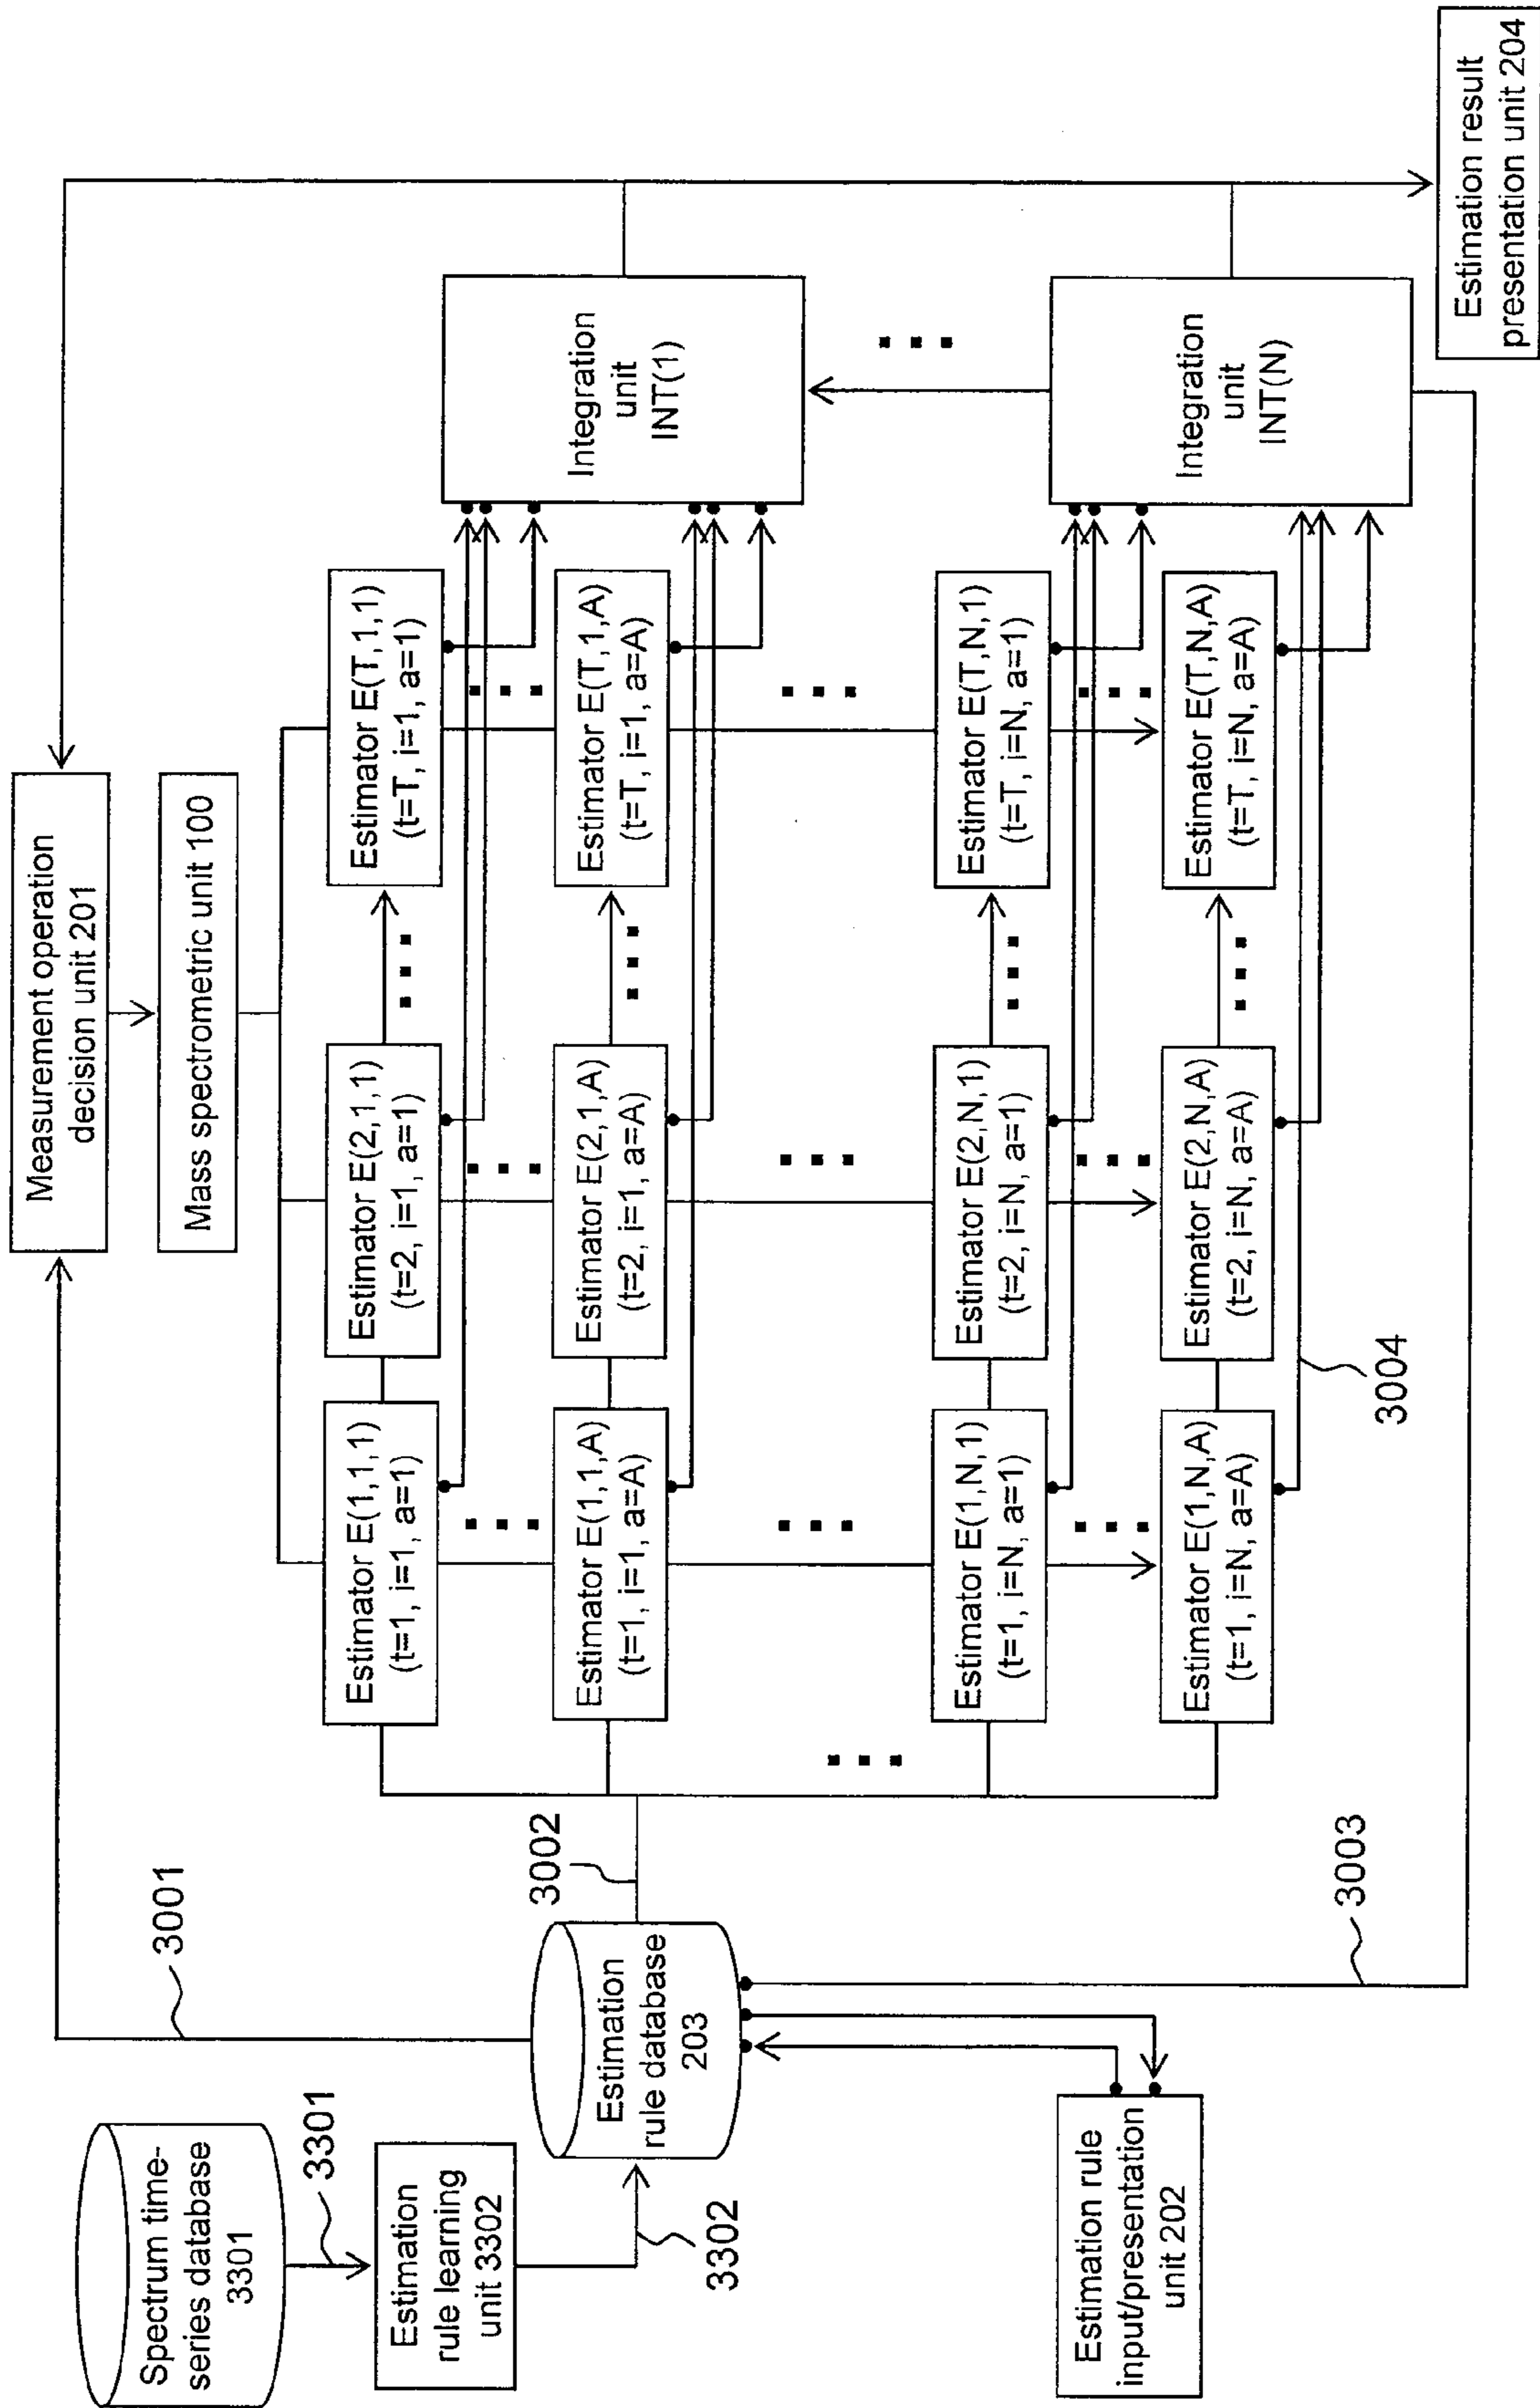 Measurement operation
decision unit 201
Mass spectrometric unit 100
Spectrum time-
series database
3301
3301
Estimation
rule learning
unit 3302
3302
3001
Estimation
rule database
203
3002
3003
Estimation rule
input/presentation
unit 202
Estimator E(1,1,1)
(t=1, i=1, a=1)
Estimator E(2,1,1)
(t=2, i=1, a=1)
Estimator E(T,1,1)
(t=T, i=1, a=1)
Estimator E(1,1,A)
(t=1, i=1, a=A)
Estimator E(2,1,A)
(t=2, i=1, a=A)
Estimator E(T,1,A)
(t=T, i=1, a=A)
Estimator E(1,N,1)
(t=1, i=N, a=1)
Estimator E(2,N,1)
(t=2, i=N, a=1)
Estimator E(T,N,1)
(t=T, i=N, a=1)
Estimator E(1,N,A)
(t=1, i=N, a=A)
Estimator E(2,N,A)
(t=2, i=N, a=A)
Estimator E(T,N,A)
(t=T, i=N, a=A)
3004
Integration
unit
INT(1)
Integration
unit
INT(N)
Estimation result
presentation unit 204